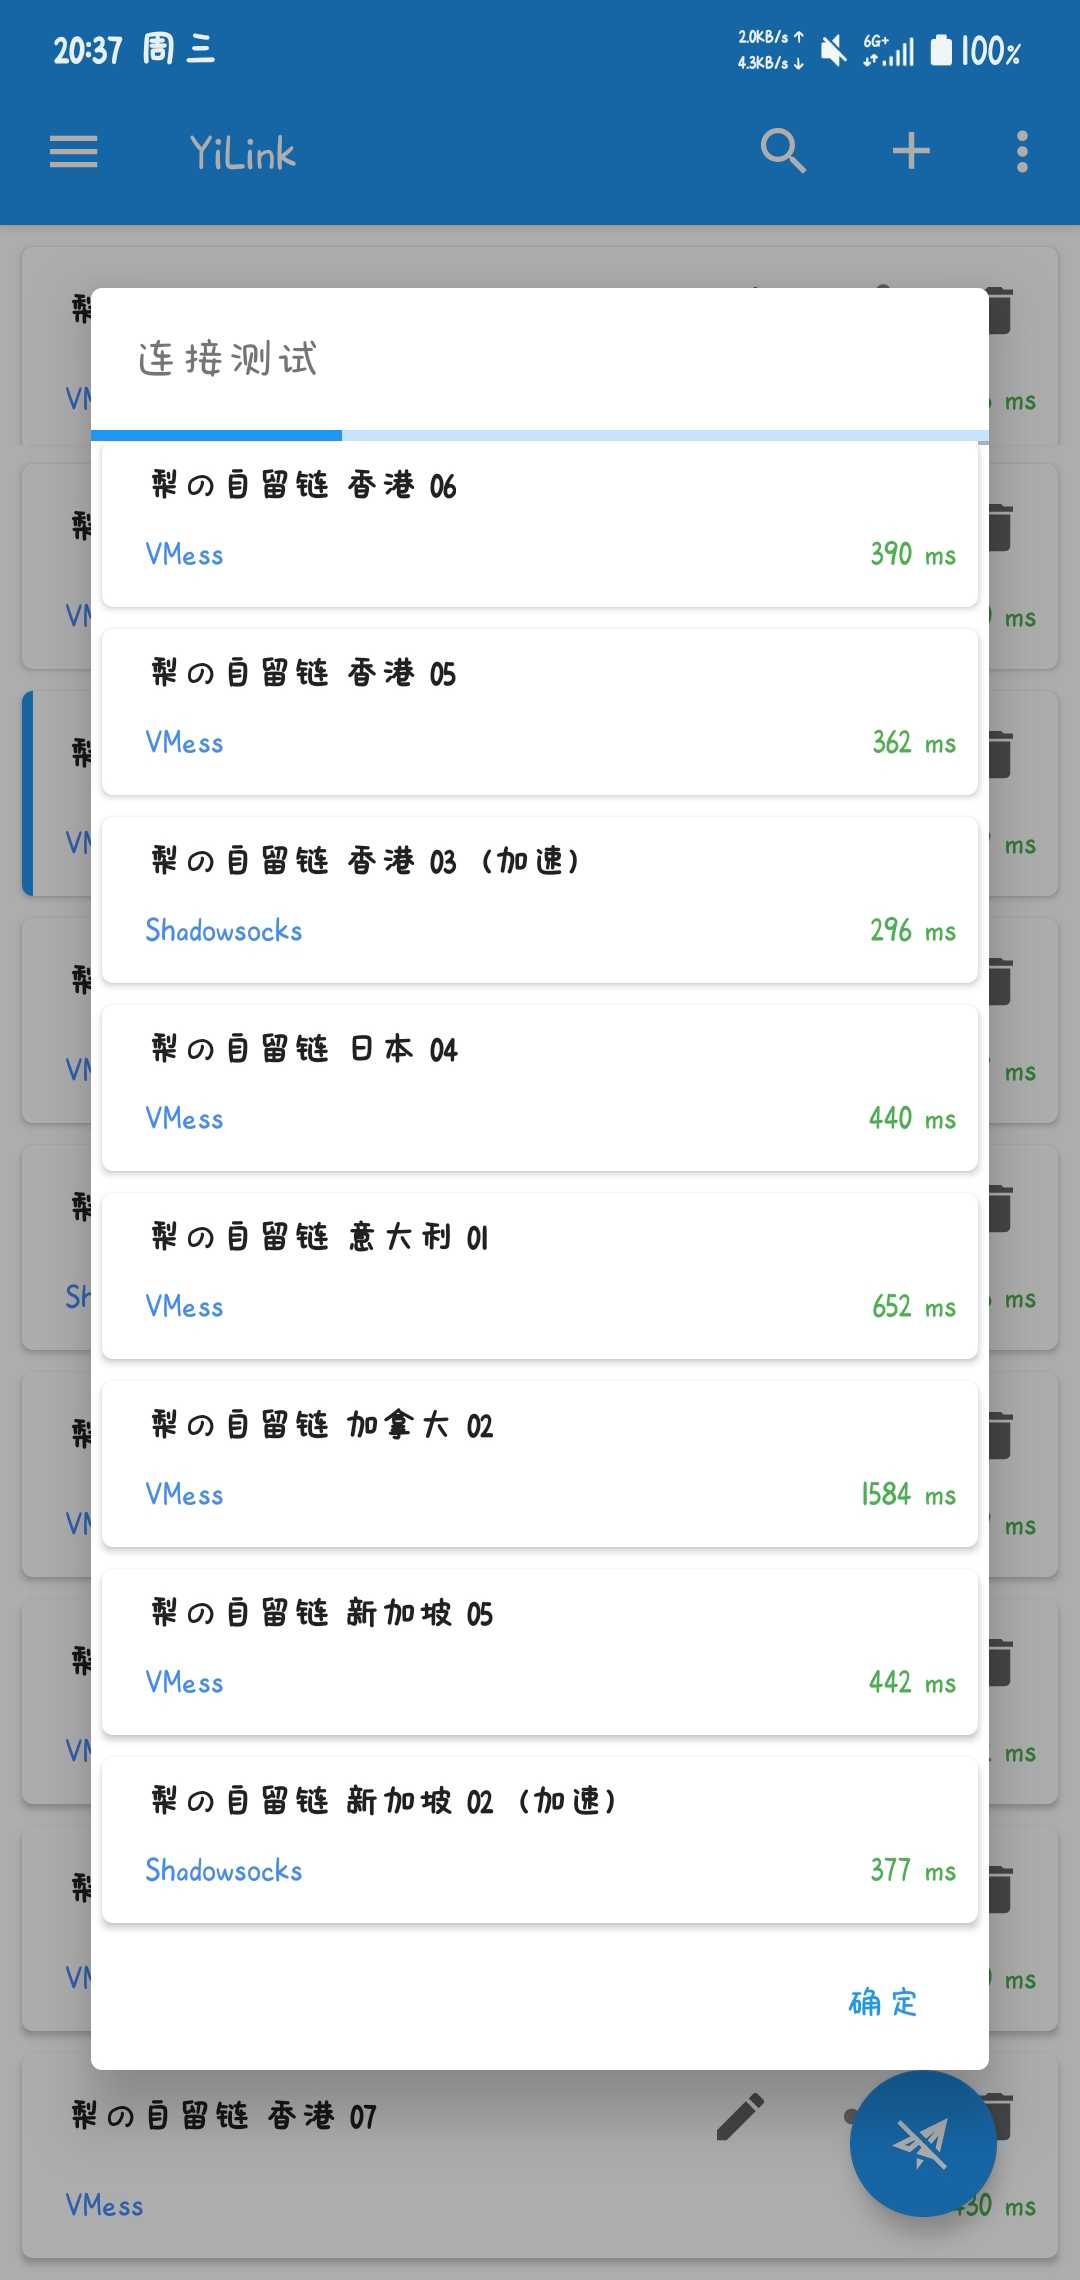 20:37 周三
2.0KB/s ↑
4.3KB/s ↓
6G+
100%
YiLink
连接测试
梨の自留链 香港 06
VMess 390 ms
梨の自留链 香港 05
VMess 362 ms
梨の自留链 香港 03 (加速)
Shadowsocks 296 ms
梨の自留链 日本 04
VMess 440 ms
梨の自留链 意大利 01
VMess 652 ms
梨の自留链 加拿大 02
VMess 1584 ms
梨の自留链 新加坡 05
VMess 442 ms
梨の自留链 新加坡 02 (加速)
Shadowsocks 377 ms
确定
梨の自留链 香港 07
VMess 430 ms